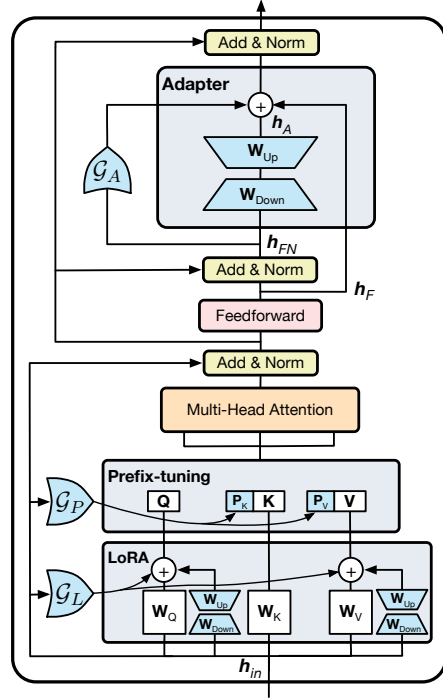 Add & Norm
Adapter
+
h_A
W_Up
G_A
W_Down
h_FN
Add & Norm
h_F
Feedforward
Add & Norm
Multi-Head Attention
Prefix-tuning
G_P
Q P_K K P_V V
LoRA
+ +
G_L
W_Q W_Up W_K W_V W_Up
W_Down W_Down
h_in